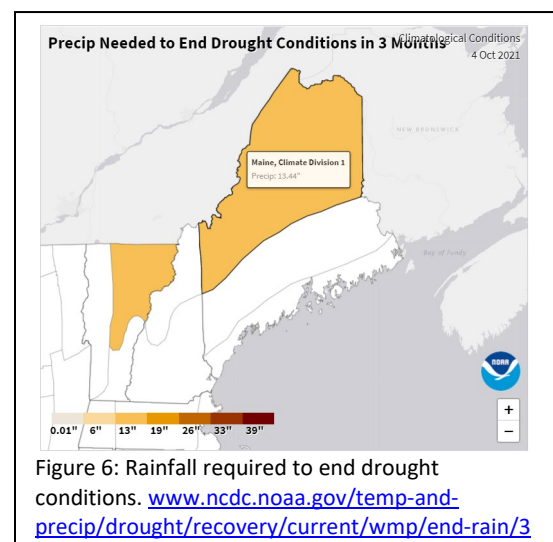 Precip Needed to End Drought Conditions in 3 Months
Climatological Conditions
4 Oct 2021
NEW BRUNSWICK
Maine, Climate Division 1
Precip: 13.44"
Bay of Fundy
NOAA
+
−
0.01" 6" 13" 19" 26" 33" 39"
Figure 6: Rainfall required to end drought
conditions. www.ncdc.noaa.gov/temp-and-
precip/drought/recovery/current/wmp/end-rain/3